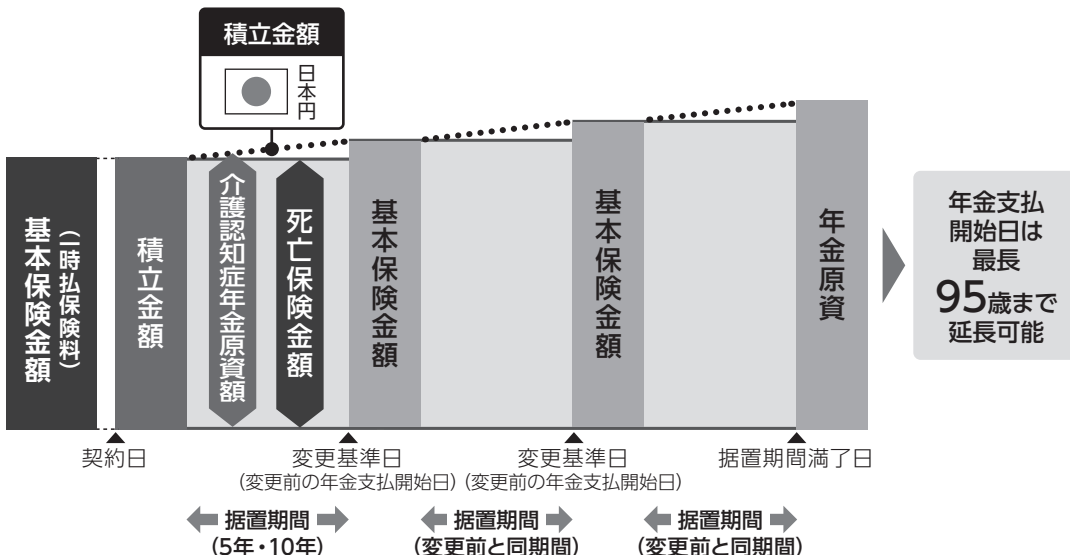 積立金額
日本円
基本保険金額
(一時払保険料)
積立金額
介護認知症年金原資額
死亡保険金額
基本保険金額
基本保険金額
年金原資
年金支払
開始日は
最長
95歳まで
延長可能
契約日
変更基準日
(変更前の年金支払開始日)
変更基準日
(変更前の年金支払開始日)
据置期間満了日
据置期間
(5年・10年)
据置期間
(変更前と同期間)
据置期間
(変更前と同期間)